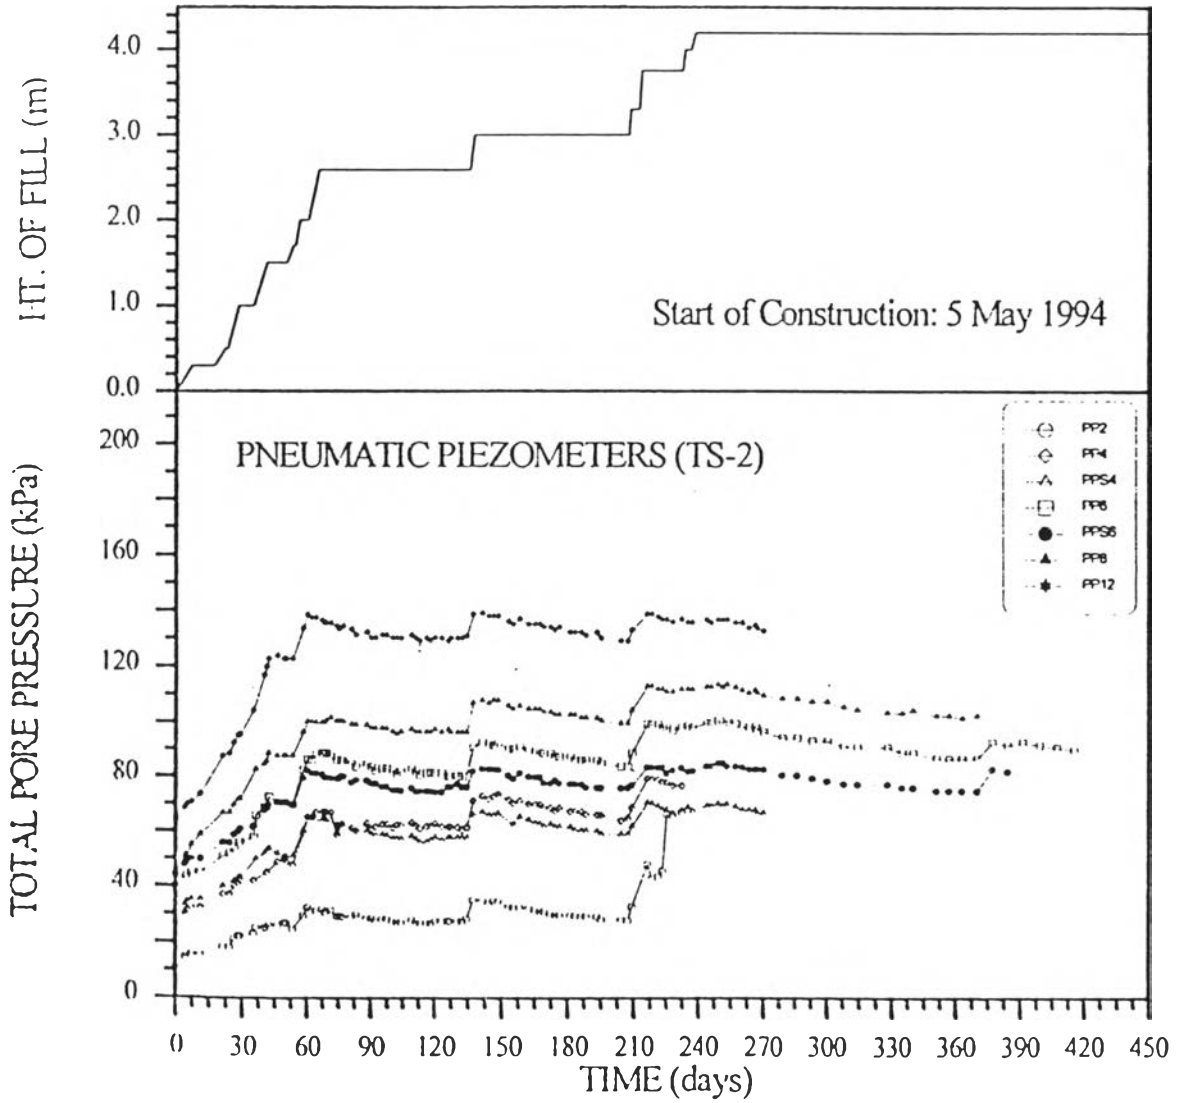 HT. OF FILL (m)
4.0
3.0
2.0
1.0
0.0
Start of Construction: 5 May 1994
TOTAL PORE PRESSURE (kPa)
200
160
120
80
40
0
PNEUMATIC PIEZOMETERS (TS-2)
PP2
PP4
PPS4
PP6
PPS6
PP8
PP12
0 30 60 90 120 150 180 210 240 270 300 330 360 390 420 450
TIME (days)